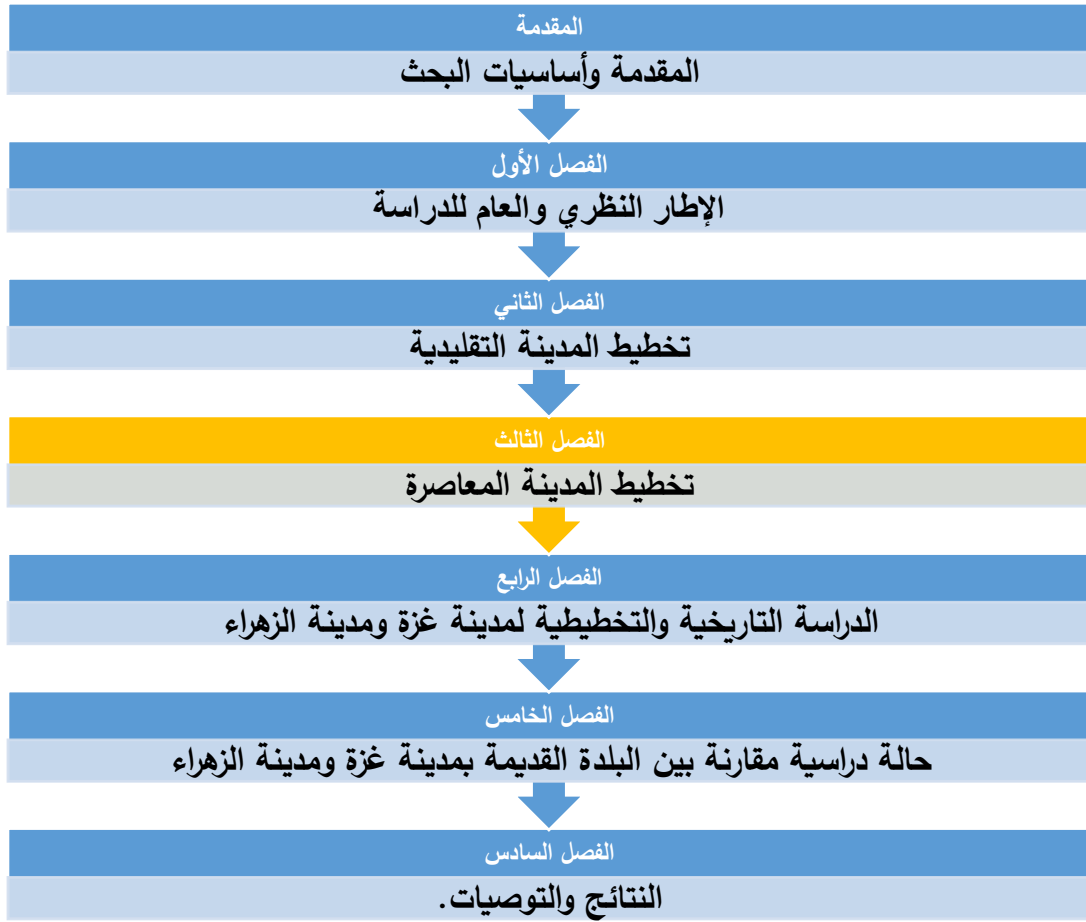 المقدمة
المقدمة وأساسيات البحث
الفصل الأول
الإطار النظري والعام للدراسة
الفصل الثاني
تخطيط المدينة التقليدية
الفصل الثالث
تخطيط المدينة المعاصرة
الفصل الرابع
الدراسة التاريخية والتخطيطية لمدينة غزة ومدينة الزهراء
الفصل الخامس
حالة دراسية مقارنة بين البلدة القديمة بمدينة غزة ومدينة الزهراء
الفصل السادس
النتائج والتوصيات.